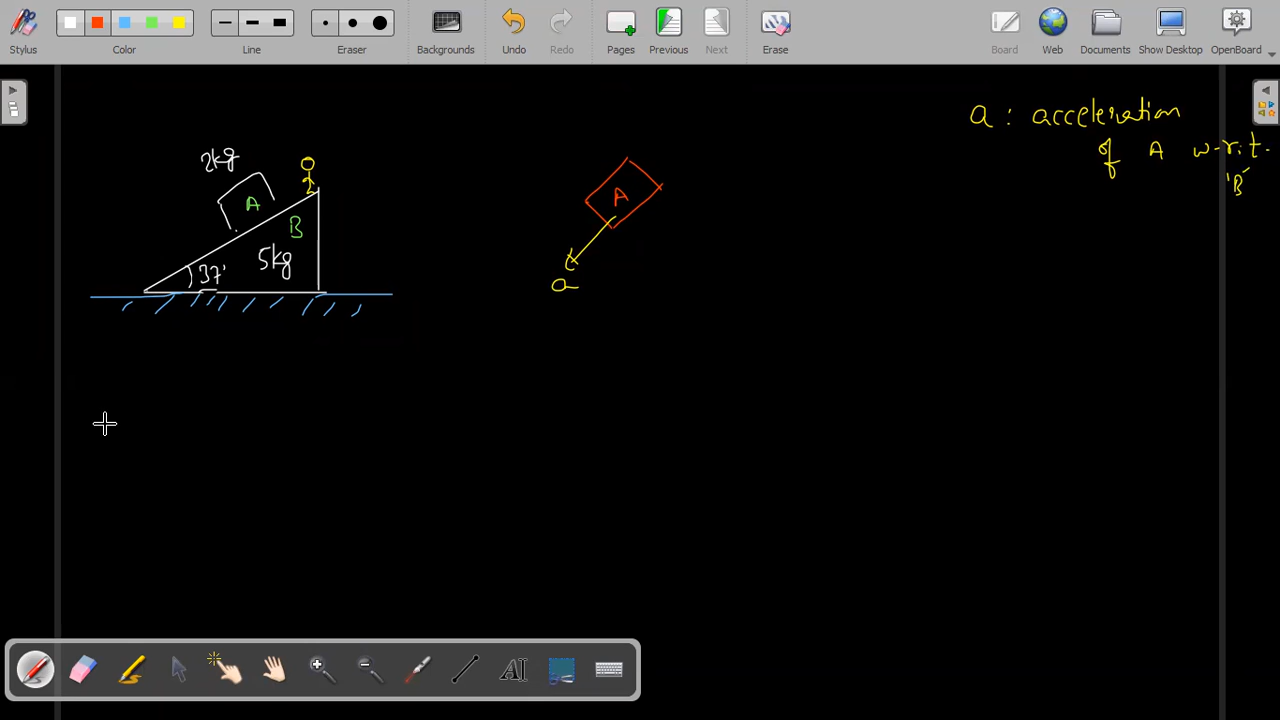 Stylus
Color
Line
Eraser
Backgrounds
Undo
Redo
Pages
Previous
Next
Erase
Board
Web
Documents
Show Desktop
OpenBoard
a : acceleration
of A w.r.t.
'B'
2kg
A
B
5kg
37°
A
a
AI